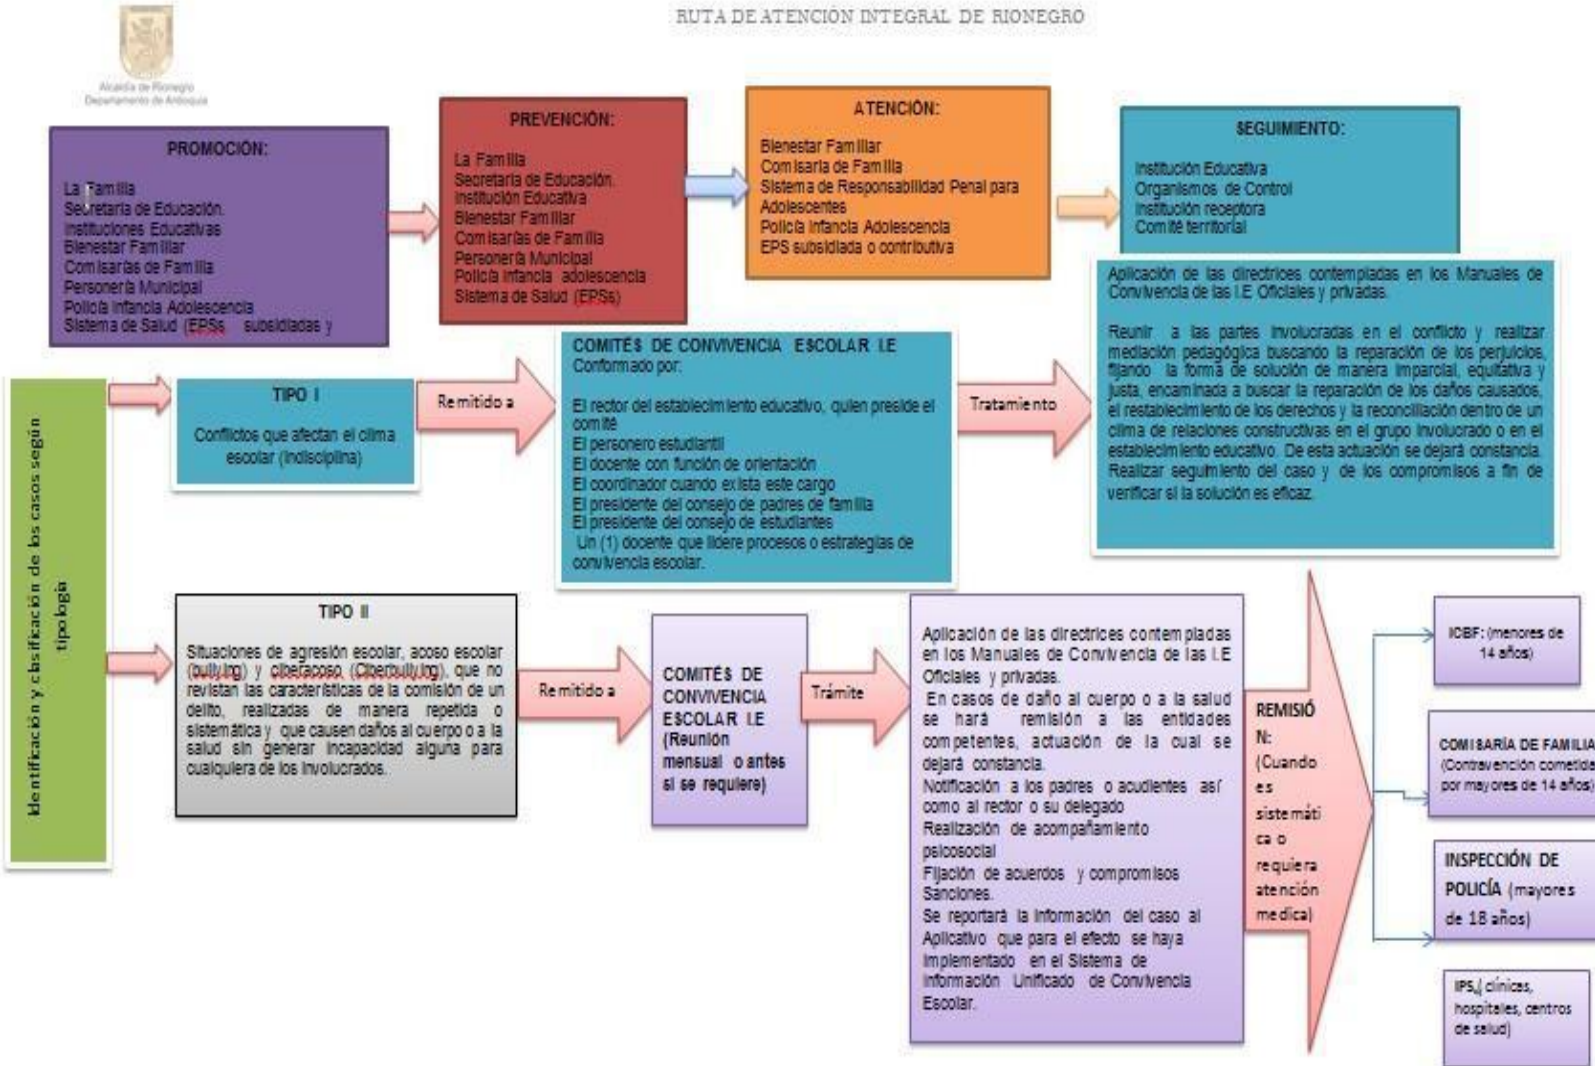 RUTA DE ATENCIÓN INTEGRAL DE RIONEGRO
Alcaldía de Rionegro
Departamento de Antioquia
PROMOCIÓN:
La Familia
Secretaría de Educación.
Instituciones Educativas
Bienestar Familiar
Comisarías de Familia
Personería Municipal
Policía Infancia Adolescencia
Sistema de Salud (EPSs subsidiadas y
PREVENCIÓN:
La Familia
Secretaría de Educación.
Institución Educativa
Bienestar Familiar
Comisarías de Familia
Personería Municipal
Policía Infancia adolescencia
Sistema de Salud (EPSs)
ATENCIÓN:
Bienestar Familiar
Comisaría de Familia
Sistema de Responsabilidad Penal para
Adolescentes
Policía Infancia Adolescencia
EPS subsidiada o contributiva
SEGUIMIENTO:
Institución Educativa
Organismos de Control
Institución receptora
Comité territorial
Identificación y clasificación de los casos según
tipología
TIPO I
Conflictos que afectan el clima
escolar (Indisciplina)
Remitido a
COMITÉS DE CONVIVENCIA ESCOLAR I.E
Conformado por:
El rector del establecimiento educativo, quien preside el
comité
El personero estudiantil
El docente con función de orientación
El coordinador cuando exista este cargo
El presidente del consejo de padres de familia
El presidente del consejo de estudiantes
Un (1) docente que lidere procesos o estrategias de
convivencia escolar.
Tratamiento
Aplicación de las directrices contempladas en los Manuales de
Convivencia de las I.E Oficiales y privadas.
Reunir a las partes involucradas en el conflicto y realizar
mediación pedagógica buscando la reparación de los perjuicios,
fijando la forma de solución de manera imparcial, equitativa y
justa, encaminada a buscar la reparación de los daños causados,
el restablecimiento de los derechos y la reconciliación dentro de un
clima de relaciones constructivas en el grupo involucrado o en el
establecimiento educativo. De esta actuación se dejará constancia.
Realizar seguimiento del caso y de los compromisos a fin de
verificar si la solución es eficaz.
TIPO II
Situaciones de agresión escolar, acoso escolar
(bullying) y ciberacoso (Ciberbullying), que no
revistan las características de la comisión de un
delito, realizadas de manera repetida o
sistemática y que causen daños al cuerpo o a la
salud sin generar incapacidad alguna para
cualquiera de los involucrados.
Remitido a
COMITÉS DE
CONVIVENCIA
ESCOLAR I.E
(Reunión
mensual o antes
si se requiere)
Trámite
Aplicación de las directrices contempladas
en los Manuales de Convivencia de las I.E
Oficiales y privadas.
En casos de daño al cuerpo o a la salud
se hará remisión a las entidades
competentes, actuación de la cual se
dejará constancia.
Notificación a los padres o acudientes así
como al rector o su delegado
Realización de acompañamiento
psicosocial
Fijación de acuerdos y compromisos
Sanciones.
Se reportará la información del caso al
Aplicativo que para el efecto se haya
implementado en el Sistema de
Información Unificado de Convivencia
Escolar.
REMISIÓ
N:
(Cuando
es
sistemáti
ca o
requiera
atención
medica)
ICBF: (menores de
14 años)
COMISARÍA DE FAMILIA
(Contravención cometida
por mayores de 14 años)
INSPECCIÓN DE
POLICÍA (mayores
de 18 años)
IPS,( clínicas,
hospitales, centros
de salud)